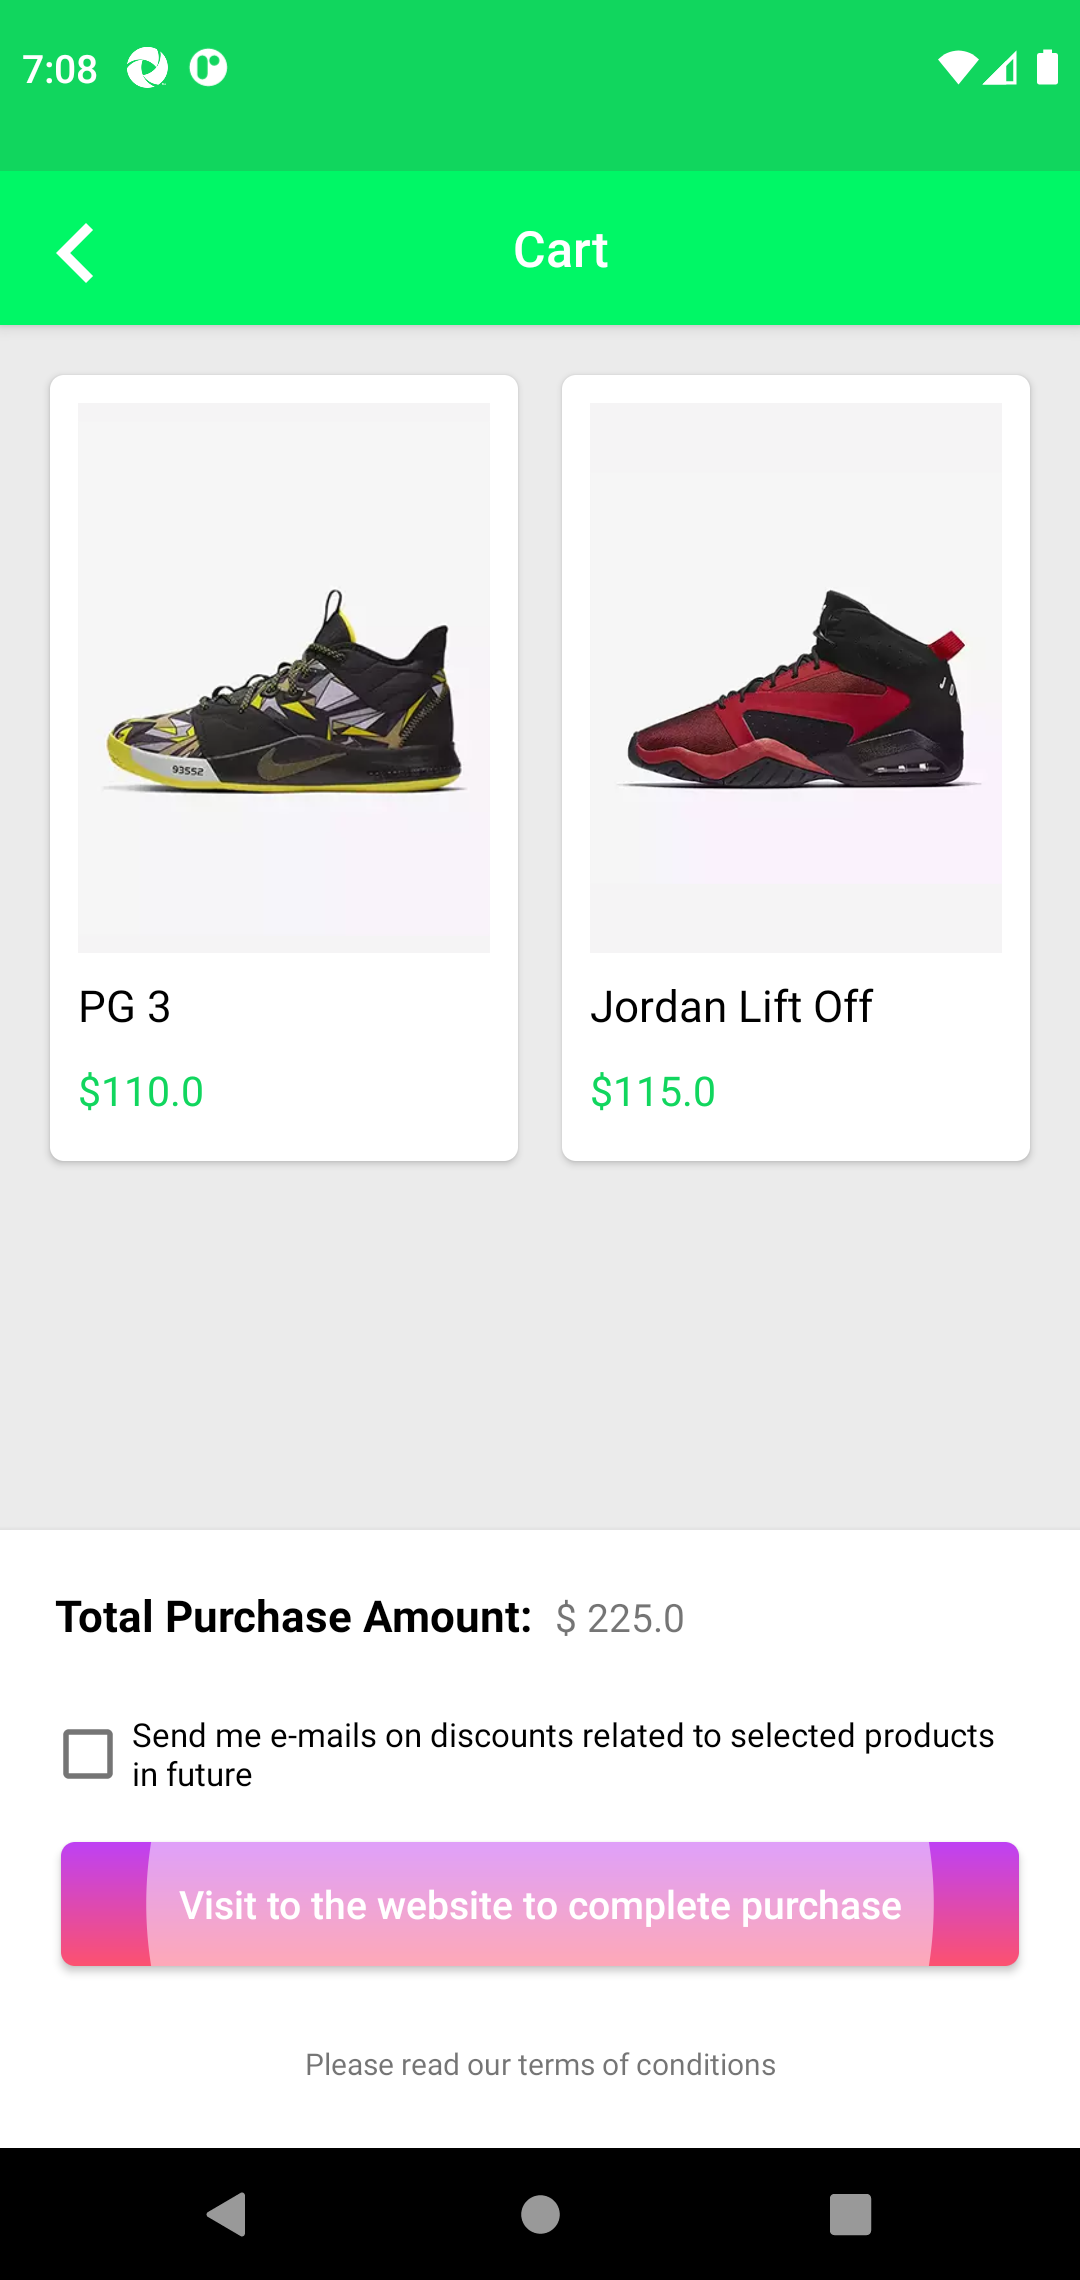 7:08
Cart
93552
PG 3
Jordan Lift Off
$110.0
$115.0
Total Purchase Amount: $ 225.0
Send me e-mails on discounts related to selected products
in future
Visit to the website to complete purchase
Please read our terms of conditions